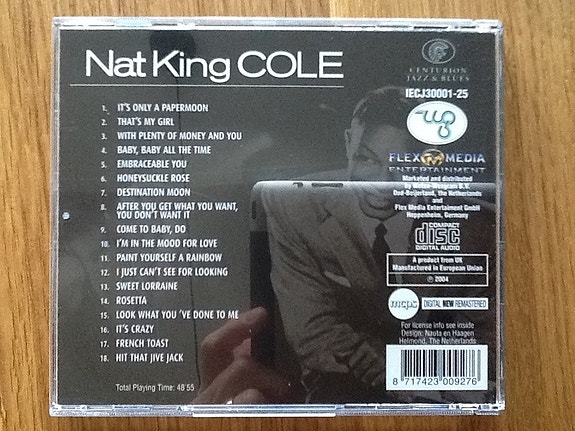 Nat King COLE
CENTURION
JAZZ & BLUES
IECJ30001-25
1. IT'S ONLY A PAPERMOON
2. THAT'S MY GIRL
3. WITH PLENTY OF MONEY AND YOU
4. BABY, BABY ALL THE TIME
5. EMBRACEABLE YOU
6. HONEYSUCKLE ROSE
7. DESTINATION MOON
8. AFTER YOU GET WHAT YOU WANT,
YOU DON'T WANT IT
9. COME TO BABY, DO
10. I'M IN THE MOOD FOR LOVE
11. PAINT YOURSELF A RAINBOW
12. I JUST CAN'T SEE FOR LOOKING
13. SWEET LORRAINE
14. ROSETTA
15. LOOK WHAT YOU'VE DONE TO ME
16. IT'S CRAZY
17. FRENCH TOAST
18. HIT THAT JIVE JACK
Total Playing Time: 48'55
FLEX MEDIA
ENTERTAINMENT
Marketed and distributed
by Weton-Wesgram B.V.
Oud-Beijerland, the Netherlands
and
Flex Media Entertaiment GmbH
Heppenheim, Germany
COMPACT
disc
DIGITAL AUDIO
A product from UK
Manufactured in European Union
℗ © 2004
mcps DIGITAL NEW REMASTERED
For license info see inside
Design: Nauta en Haagen
Helmond, The Netherlands
8 717423 009276